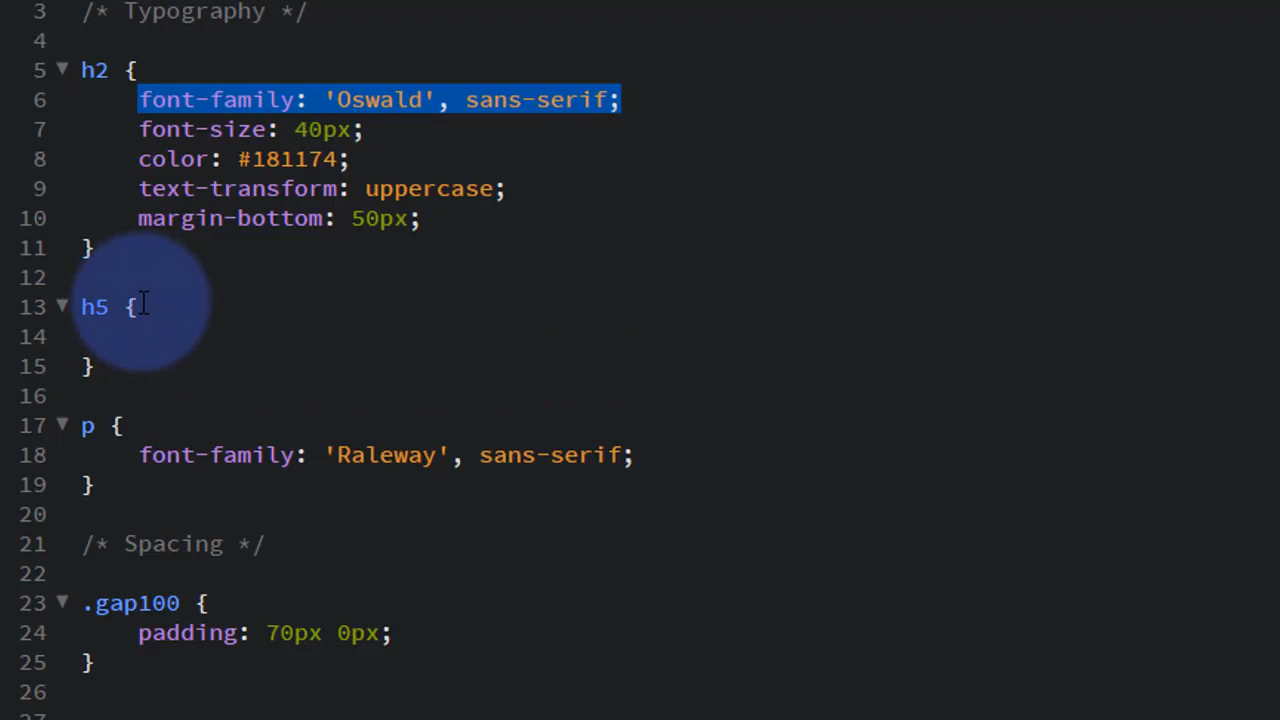 3 /* Typography */
4
5 h2 {
6 font-family: 'Oswald', sans-serif;
7 font-size: 40px;
8 color: #181174;
9 text-transform: uppercase;
10 margin-bottom: 50px;
11 }
12
13 h5 {
14
15 }
16
17 p {
18 font-family: 'Raleway', sans-serif;
19 }
20
21 /* Spacing */
22
23 .gap100 {
24 padding: 70px 0px;
25 }
26
27